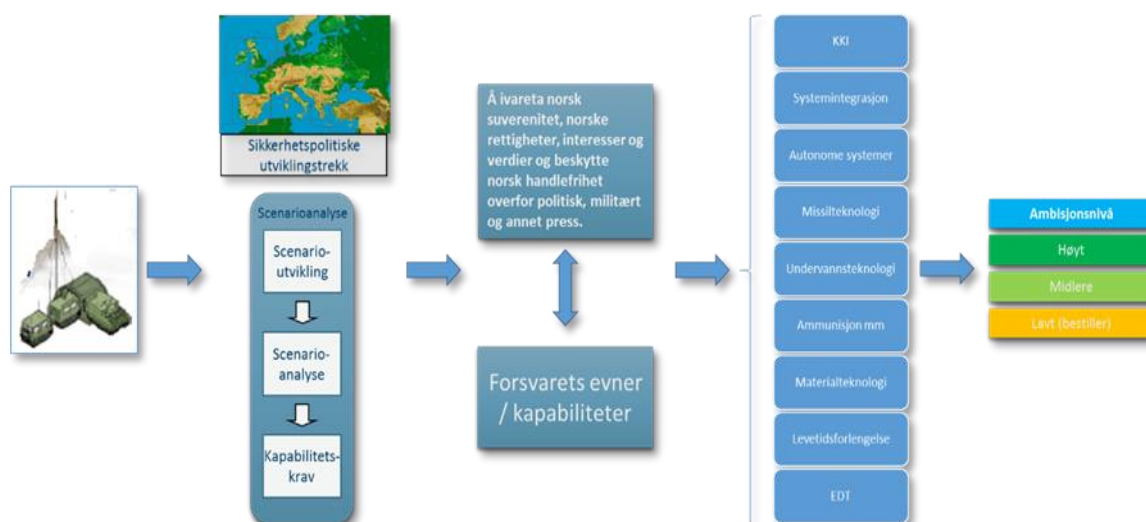 Sikkerhetspolitiske
utviklingstrekk
Scenarioanalyse
Scenario-
utvikling
Scenario-
analyse
Kapabilitets-
krav
Å ivareta norsk
suverenitet, norske
rettigheter, interesser og
verdier og beskytte
norsk handlefrihet
overfor politisk, militært
og annet press.
Forsvarets evner
/ kapabiliteter
KKI
Systemintegrasjon
Autonome systemer
Missilteknologi
Undervannsteknologi
Ammunisjon mm
Materialteknologi
Levetidsforlengelse
EDT
Ambisjonsnivå
Høyt
Midlere
Lavt (bestiller)